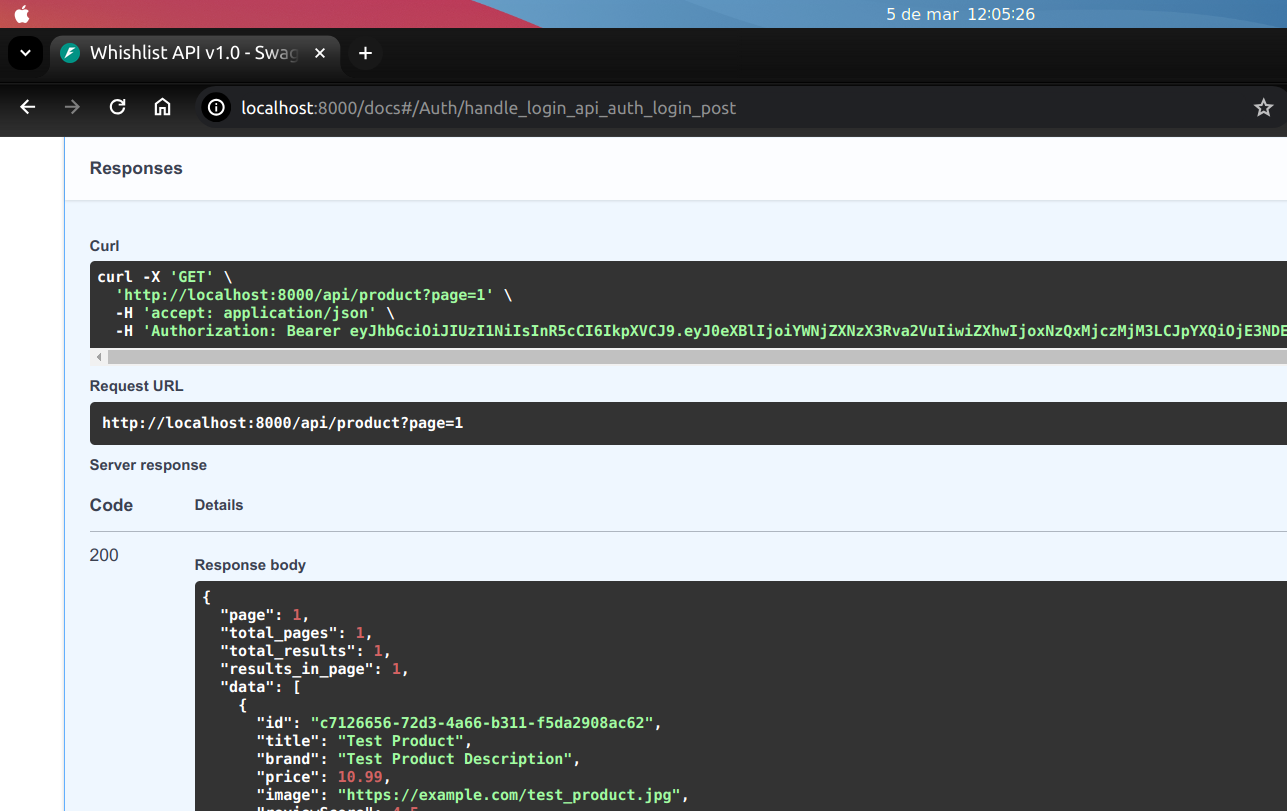 5 de mar 12:05:26
Whishlist API v1.0 - Swag
localhost:8000/docs#/Auth/handle_login_api_auth_login_post
Responses
Curl
curl -X 'GET' \
'http://localhost:8000/api/product?page=1' \
-H 'accept: application/json' \
-H 'Authorization: Bearer eyJhbGciOiJIUzI1NiIsInR5cCI6IkpXVCJ9.eyJ0eXBlIjoiYWNjZXNzX3Rva2VuIiwiZXhwIjoxNzQxMjczMjM3LCJpYXQiOjE3NDE
Request URL
http://localhost:8000/api/product?page=1
Server response
Code Details
200
Response body
{
"page": 1,
"total_pages": 1,
"total_results": 1,
"results_in_page": 1,
"data": [
{
"id": "c7126656-72d3-4a66-b311-f5da2908ac62",
"title": "Test Product",
"brand": "Test Product Description",
"price": 10.99,
"image": "https://example.com/test_product.jpg",